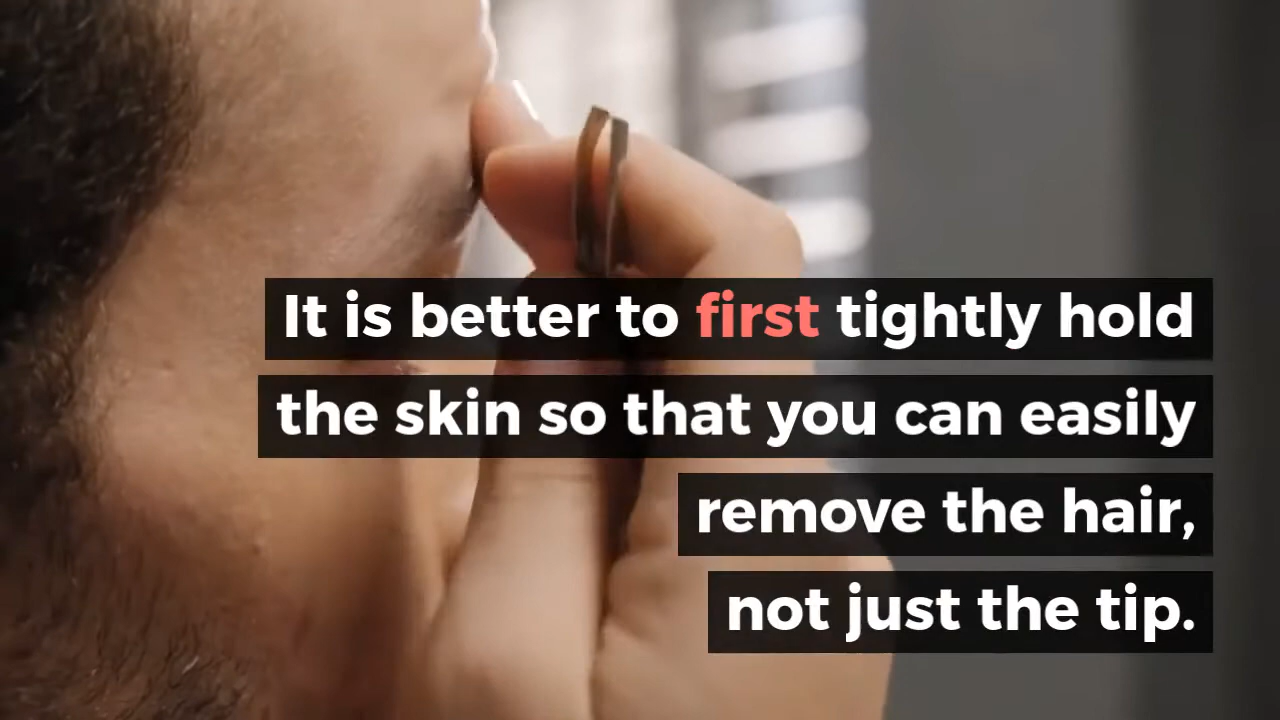 It is better to first tightly hold
the skin so that you can easily
remove the hair,
not just the tip.